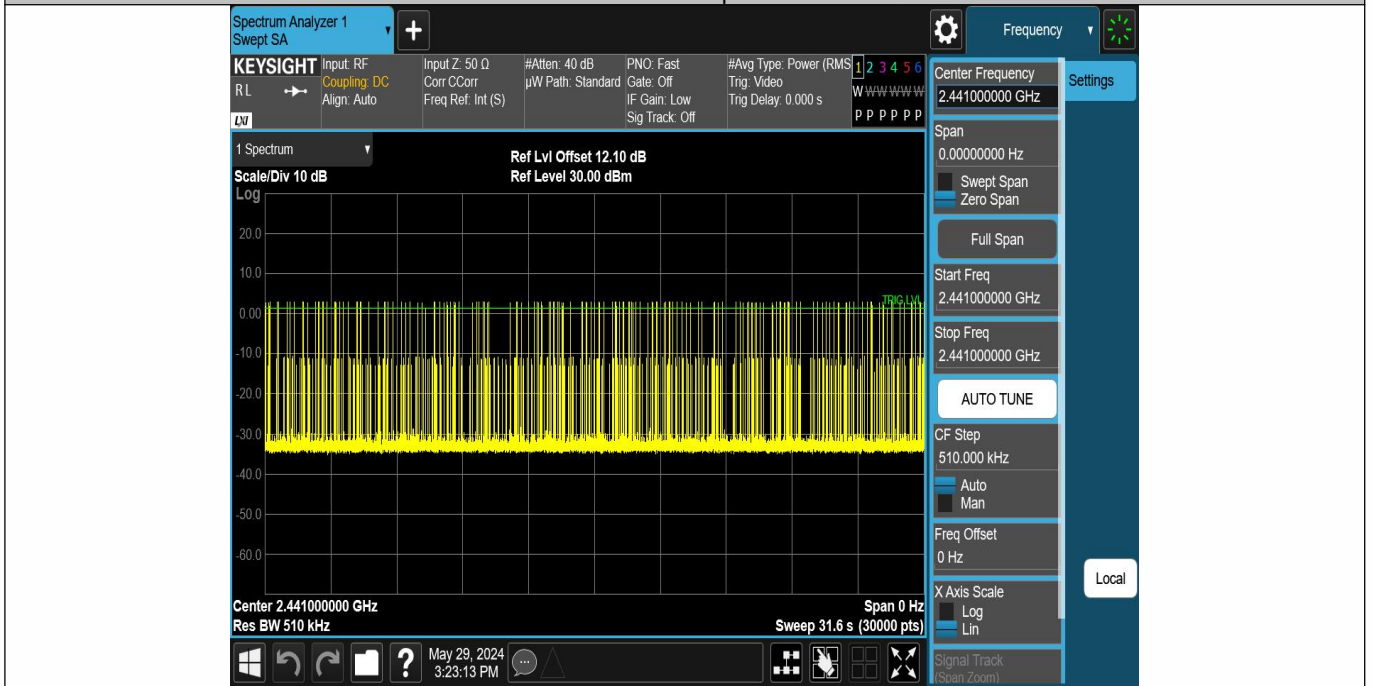 Spectrum Analyzer 1
Swept SA
+
Frequency
KEYSIGHT
RL
LXI
Input: RF
Coupling: DC
Align: Auto
Input Z: 50 Ω
Corr CCorr
Freq Ref: Int (S)
#Atten: 40 dB
µW Path: Standard
PNO: Fast
Gate: Off
IF Gain: Low
Sig Track: Off
#Avg Type: Power (RMS
Trig: Video
Trig Delay: 0.000 s
1 2 3 4 5 6
W W W W W W
P P P P P P
Center Frequency
2.441000000 GHz
Settings
1 Spectrum
Scale/Div 10 dB
Ref Lvl Offset 12.10 dB
Ref Level 30.00 dBm
Log
20.0
10.0
0.00
-10.0
-20.0
-30.0
-40.0
-50.0
-60.0
TRIG LVL
Center 2.441000000 GHz
Res BW 510 kHz
Span 0 Hz
Sweep 31.6 s (30000 pts)
Span
0.00000000 Hz
Swept Span
Zero Span
Full Span
Start Freq
2.441000000 GHz
Stop Freq
2.441000000 GHz
AUTO TUNE
CF Step
510.000 kHz
Auto
Man
Freq Offset
0 Hz
X Axis Scale
Log
Lin
Signal Track
(Span Zoom)
Local
?
May 29, 2024
3:23:13 PM